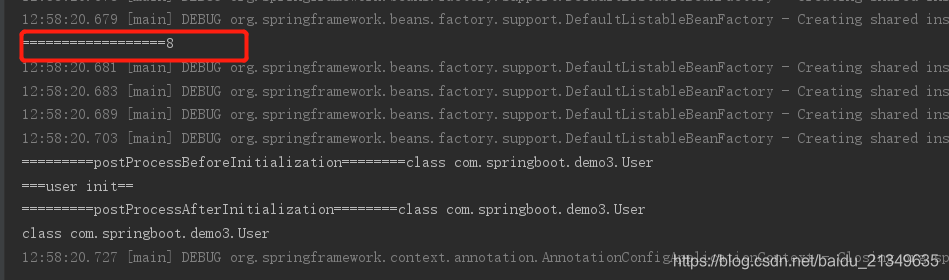 12:58:20.679 [main] DEBUG org.springframework.beans.factory.support.DefaultListableBeanFactory - Creating shared ins
==================8
12:58:20.681 [main] DEBUG org.springframework.beans.factory.support.DefaultListableBeanFactory - Creating shared ins
12:58:20.683 [main] DEBUG org.springframework.beans.factory.support.DefaultListableBeanFactory - Creating shared ins
12:58:20.689 [main] DEBUG org.springframework.beans.factory.support.DefaultListableBeanFactory - Creating shared ins
12:58:20.703 [main] DEBUG org.springframework.beans.factory.support.DefaultListableBeanFactory - Creating shared ins
=========postProcessBeforeInitialization========class com.springboot.demo3.User
===user init==
=========postProcessAfterInitialization========class com.springboot.demo3.User
class com.springboot.demo3.User
12:58:20.727 [main] DEBUG org.springframework.context.annotation.AnnotationConfigApplicationContext - Closing
https://blog.csdn.net/baidu_21349635